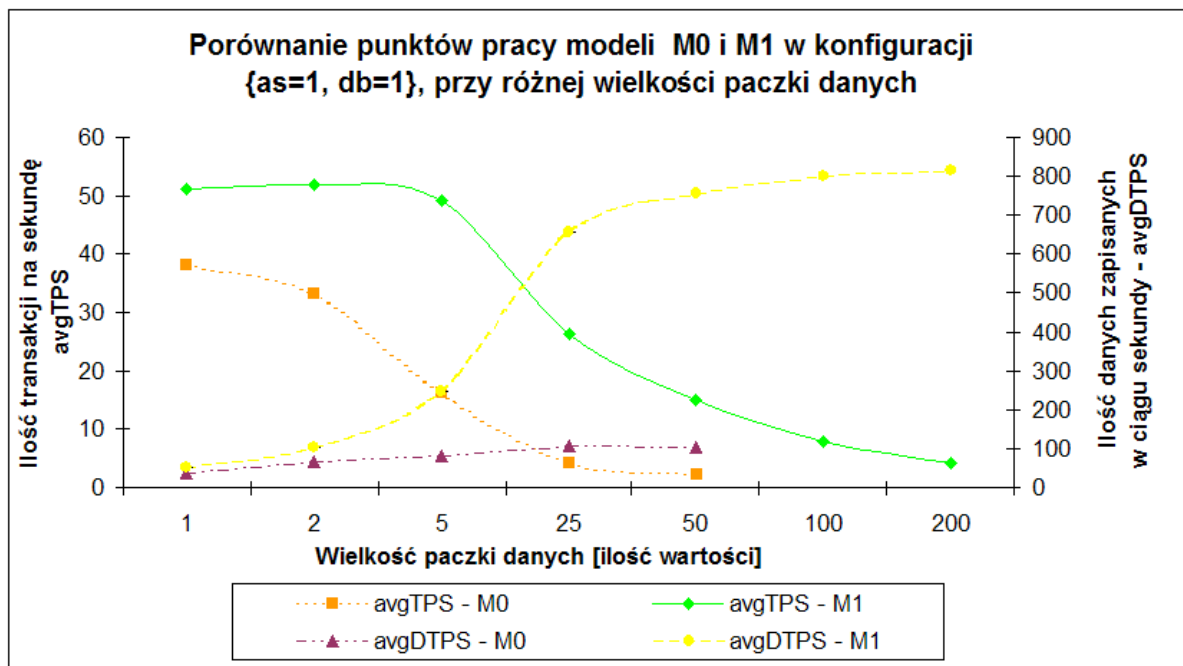 Porównanie punktów pracy modeli M0 i M1 w konfiguracji
{as=1, db=1}, przy różnej wielkości paczki danych
Ilość transakcji na sekundę
avgTPS
60
50
40
30
20
10
0
900
800
700
600
500
400
300
200
100
0
Ilość danych zapisanych
w ciągu sekundy - avgDTPS
1 2 5 25 50 100 200
Wielkość paczki danych [ilość wartości]
avgTPS - M0 avgTPS - M1
avgDTPS - M0 avgDTPS - M1